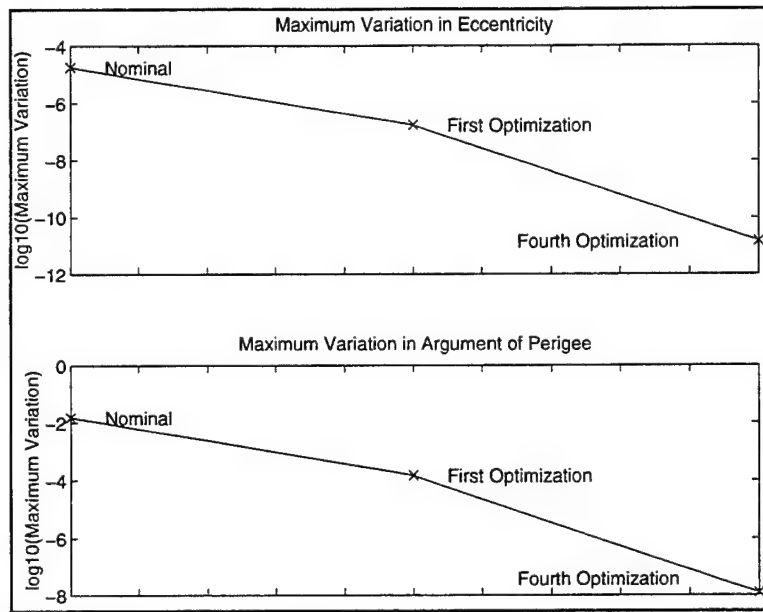 Maximum Variation in Eccentricity
log10(Maximum Variation)
-4
-6
-8
-10
-12
Nominal
First Optimization
Fourth Optimization
Maximum Variation in Argument of Perigee
log10(Maximum Variation)
0
-2
-4
-6
-8
Nominal
First Optimization
Fourth Optimization